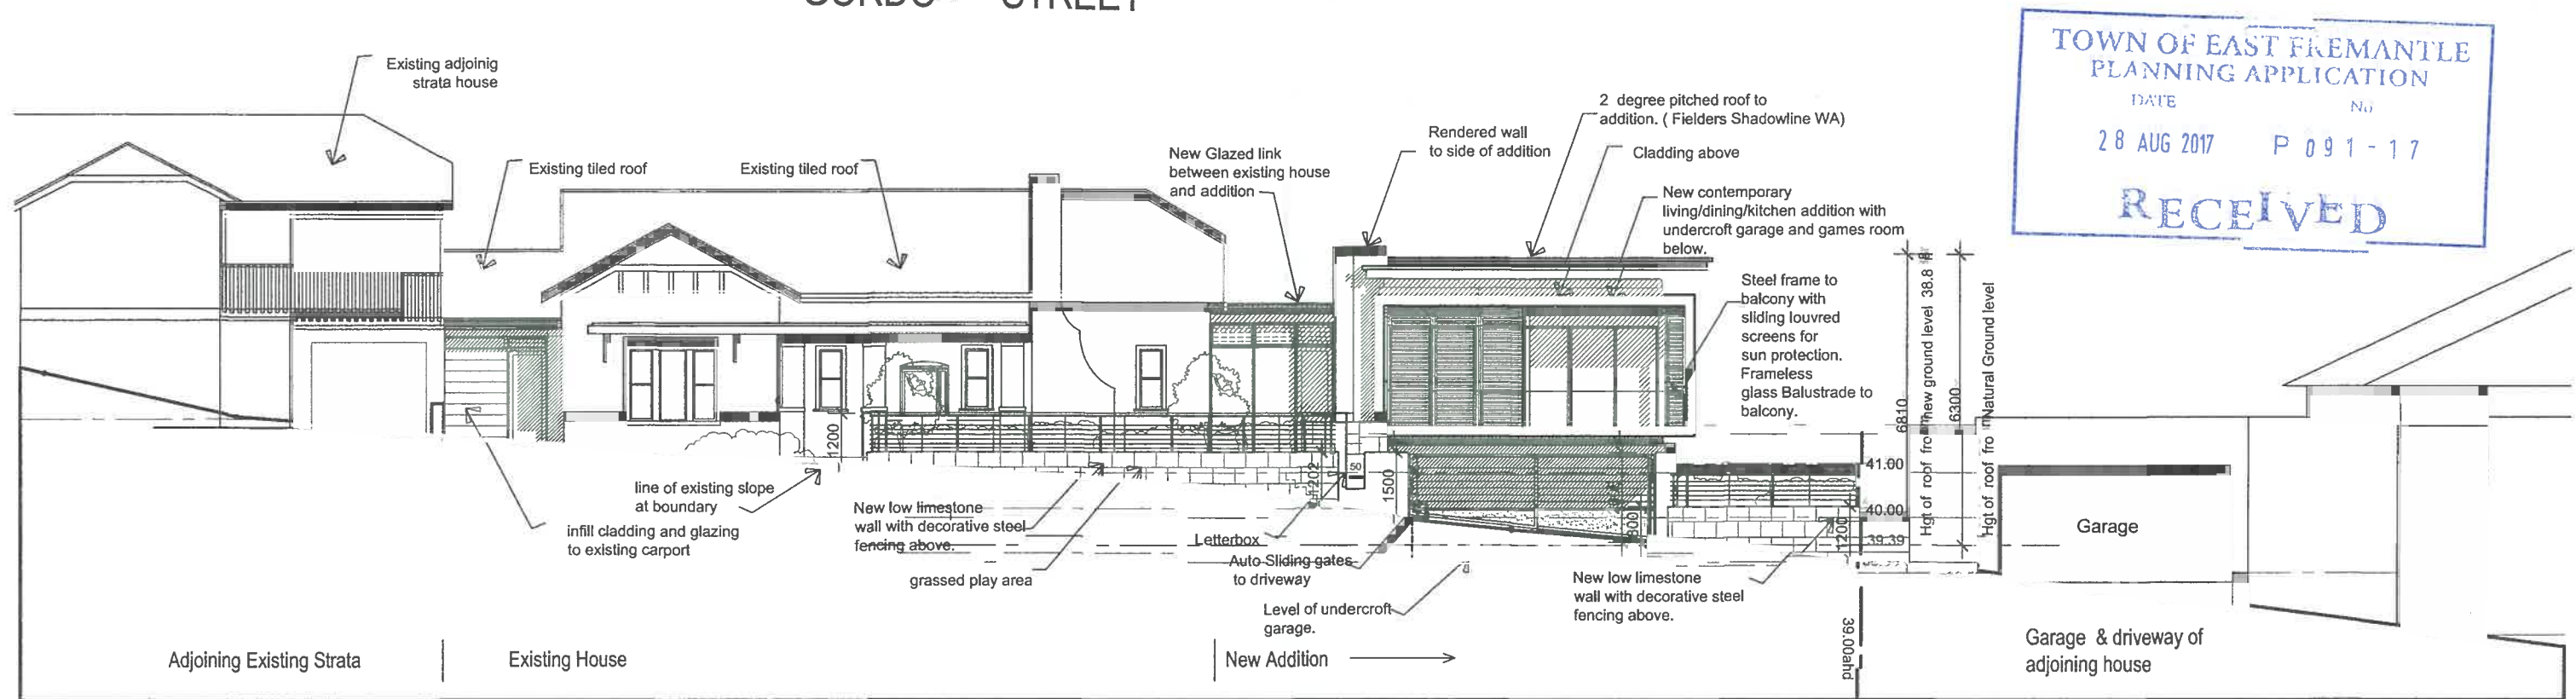 STREET
TOWN OF EAST FREMANTLE
PLANNING APPLICATION
DATE No
28 AUG 2017 P 091-17
RECEIVED
Existing adjoinig
strata house
Existing tiled roof
Existing tiled roof
New Glazed link
between existing house
and addition
Rendered wall
to side of addition
2 degree pitched roof to
addition. ( Fielders Shadowline WA)
Cladding above
New contemporary
living/dining/kitchen addition with
undercroft garage and games room
below.
Steel frame to
balcony with
sliding louvred
screens for
sun protection.
Frameless
glass Balustrade to
balcony.
Hgt of roof fro new ground level 38.8
6810
Hgt of roof fro Natural Ground level
6300
1200
line of existing slope
at boundary
infill cladding and glazing
to existing carport
New low limestone
wall with decorative steel
fencing above.
grassed play area
1202
50
1500
Letterbox
Auto Sliding gates
to driveway
Level of undercroft
garage.
New low limestone
wall with decorative steel
fencing above.
1200
41.00
40.00
39.39
39.00ahd
Garage
Adjoining Existing Strata
Existing House
New Addition
Garage & driveway of
adjoining house